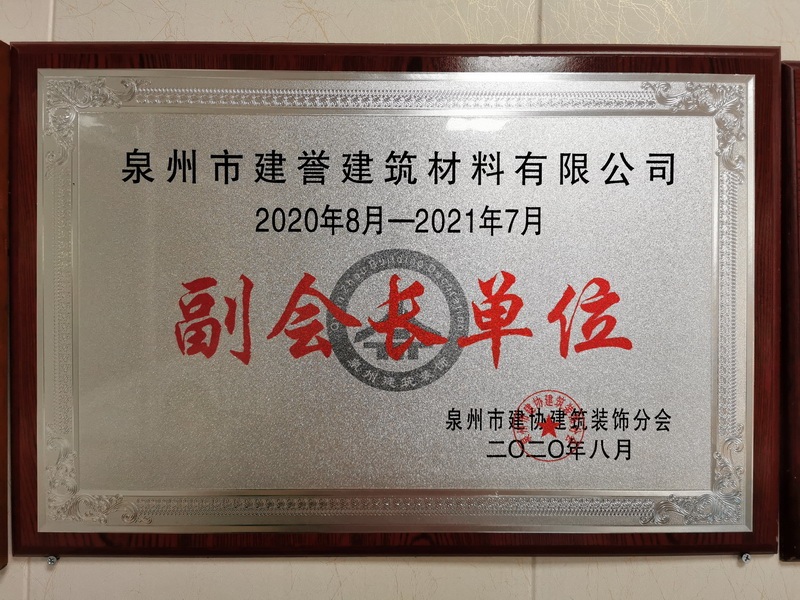 泉州市建誉建筑材料有限公司
2020年8月—2021年7月
副会长单位
泉州市建协建筑装饰分会
二〇二〇年八月